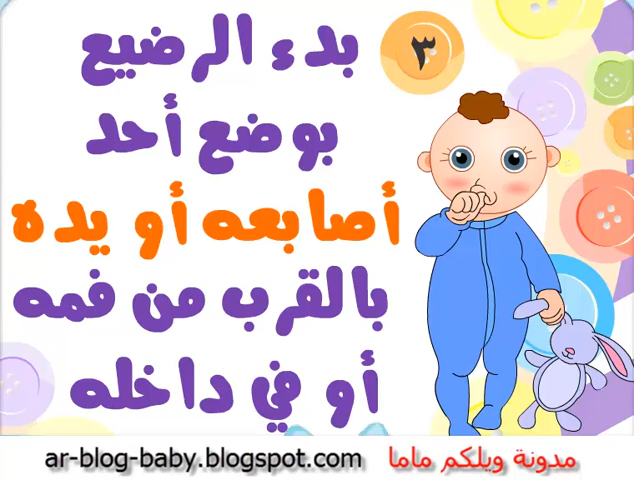 ٣
بدء الرضيع
بوضع أحد
أصابعه أو يده
بالقرب من فمه
أو في داخله
مدونة ويلكم ماما ar-blog-baby.blogspot.com